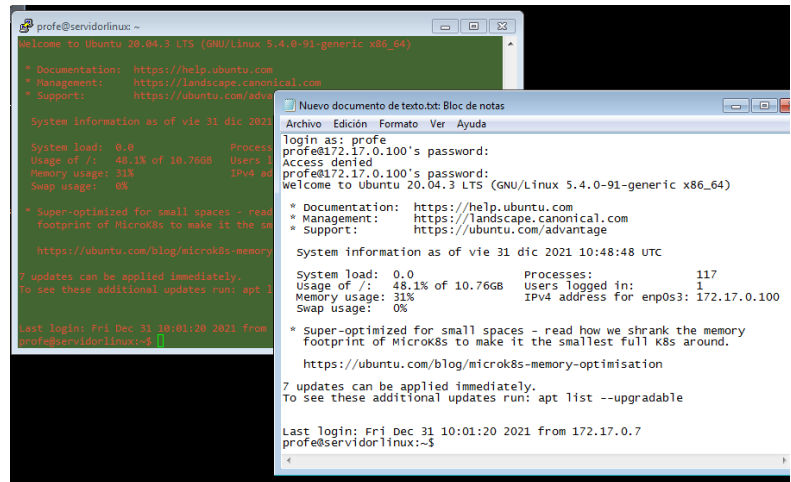 profe@servidorlinux: ~
Welcome to Ubuntu 20.04.3 LTS (GNU/Linux 5.4.0-91-generic x86_64)
* Documentation: https://help.ubuntu.com
* Management: https://landscape.canonical.com
* Support: https://ubuntu.com/adva
System information as of vie 31 dic 2021
System load: 0.0 Process
Usage of /: 48.1% of 10.76GB Users l
Memory usage: 31% IPv4 ad
Swap usage: 0%
* Super-optimized for small spaces - read
footprint of MicroK8s to make it the sm
https://ubuntu.com/blog/microk8s-memory
7 updates can be applied immediately.
To see these additional updates run: apt l
Last login: Fri Dec 31 10:01:20 2021 from
profe@servidorlinux:~$
Nuevo documento de texto.txt: Bloc de notas
Archivo Edición Formato Ver Ayuda
login as: profe
profe@172.17.0.100's password:
Access denied
profe@172.17.0.100's password:
Welcome to Ubuntu 20.04.3 LTS (GNU/Linux 5.4.0-91-generic x86_64)
* Documentation: https://help.ubuntu.com
* Management: https://landscape.canonical.com
* Support: https://ubuntu.com/advantage
System information as of vie 31 dic 2021 10:48:48 UTC
System load: 0.0 Processes: 117
Usage of /: 48.1% of 10.76GB Users logged in: 1
Memory usage: 31% IPv4 address for enp0s3: 172.17.0.100
Swap usage: 0%
* Super-optimized for small spaces - read how we shrank the memory
footprint of MicroK8s to make it the smallest full K8s around.
https://ubuntu.com/blog/microk8s-memory-optimisation
7 updates can be applied immediately.
To see these additional updates run: apt list --upgradable
Last login: Fri Dec 31 10:01:20 2021 from 172.17.0.7
profe@servidorlinux:~$